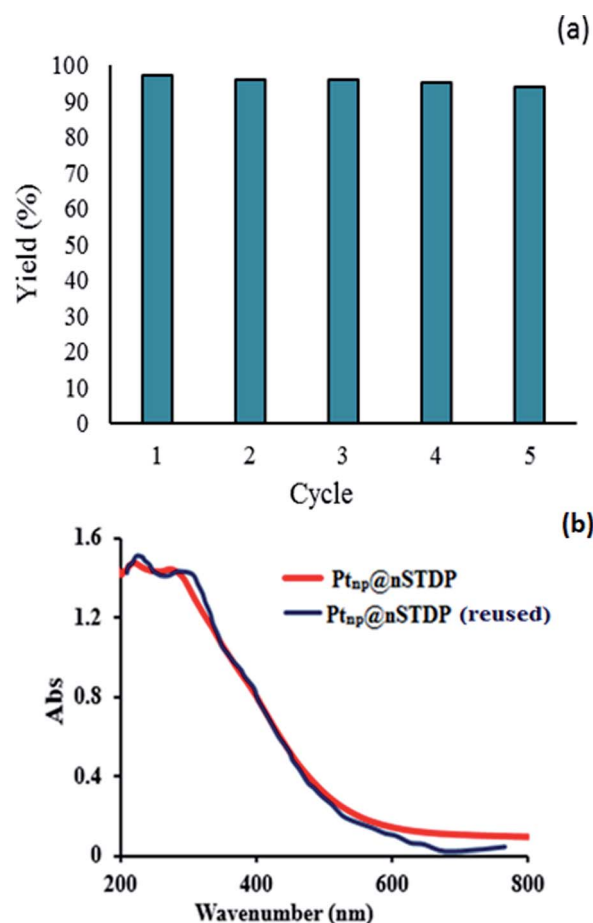 (a)
100
90
80
70
60
50
40
30
20
10
0
Yield (%)
1 2 3 4 5
Cycle
(b)
1.6
1.2
0.8
0.4
0
Abs
Ptnp@nSTDP
Ptnp@nSTDP (reused)
200 400 600 800
Wavenumber (nm)